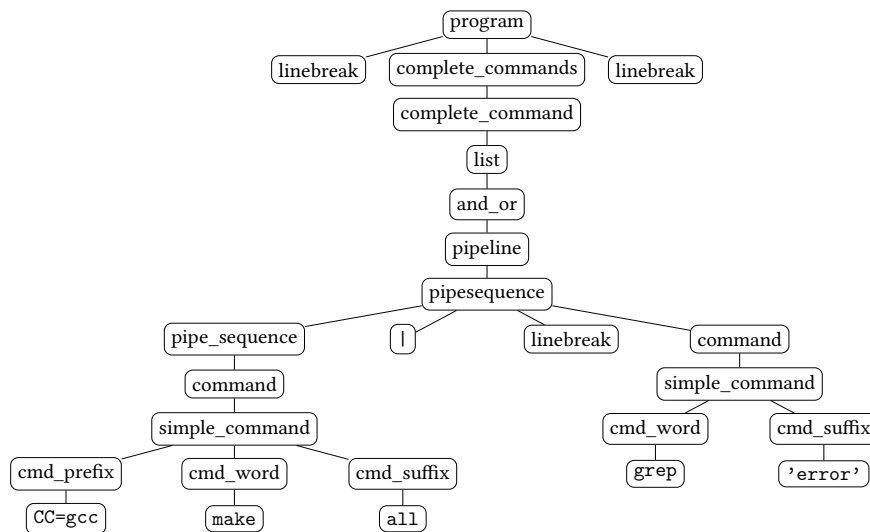 program
linebreak complete_commands linebreak
complete_command
list
and_or
pipeline
pipesequence
pipe_sequence | linebreak command
command simple_command
simple_command cmd_word cmd_suffix
cmd_prefix cmd_word cmd_suffix grep 'error'
CC=gcc make all